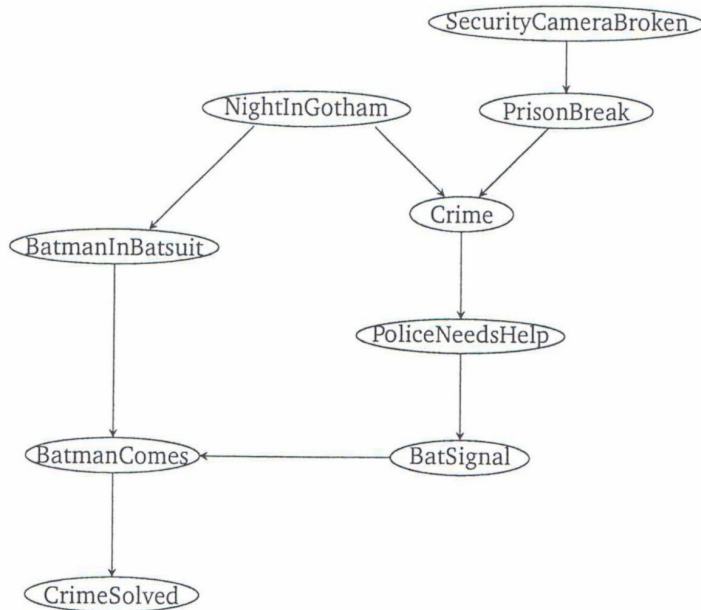 SecurityCameraBroken
NightInGotham
PrisonBreak
Crime
BatmanInBatsuit
PoliceNeedsHelp
BatmanComes
BatSignal
CrimeSolved